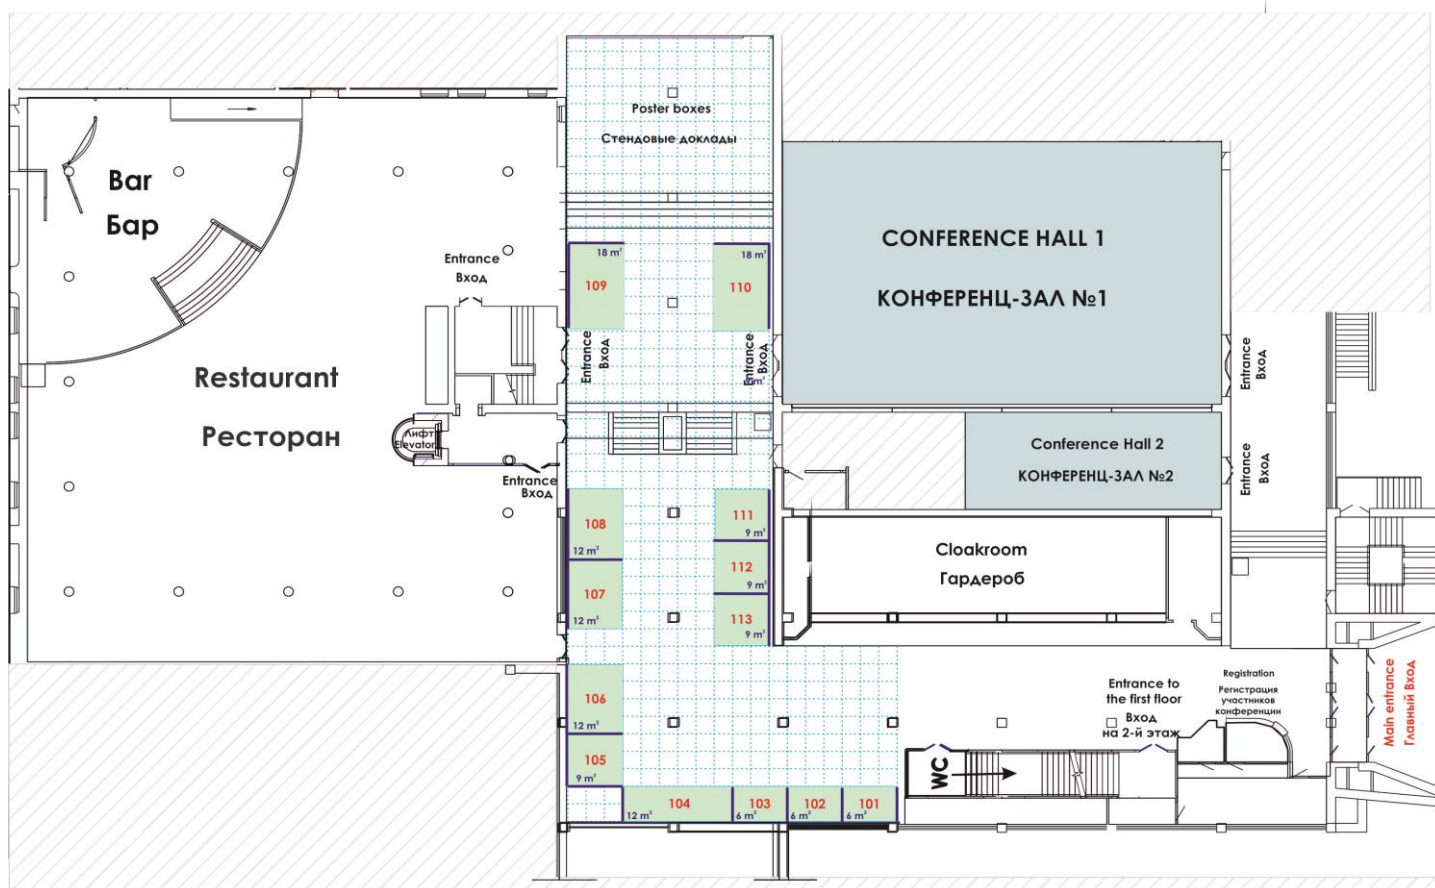 Poster boxes
Стендовые доклады
Bar
Бар
CONFERENCE HALL 1
КОНФЕРЕНЦ-ЗАЛ №1
Entrance
Вход
18 m²
109
18 m²
110
Entrance
Вход
Entrance
Вход
Entrance
Вход
Restaurant
Ресторан
Лифт
Elevator
Entrance
Вход
Conference Hall 2
КОНФЕРЕНЦ-ЗАЛ №2
Entrance
Вход
108
12 m²
107
12 m²
111
9 m²
112
9 m²
113
9 m²
Cloakroom
Гардероб
106
12 m²
105
9 m²
104
12 m²
103
6 m²
102
6 m²
101
6 m²
Entrance to
the first floor
Вход
на 2-й этаж
Registration
Регистрация
участников
конференции
WC
Main entrance
Главный Вход